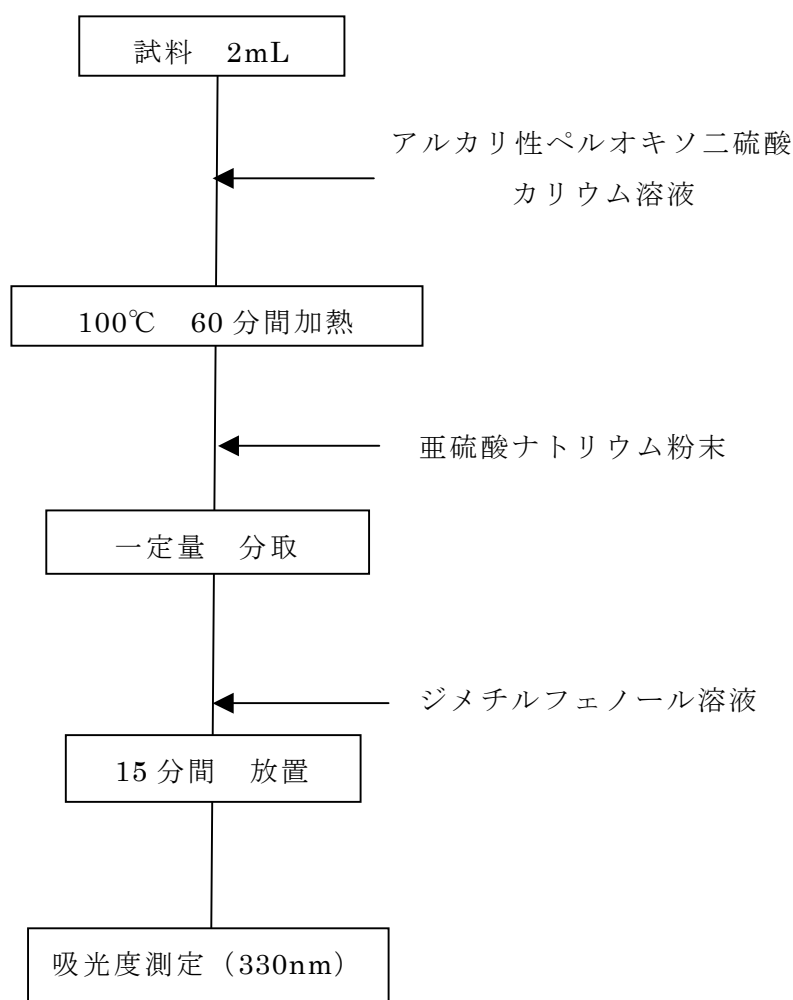 試料 2mL
アルカリ性ペルオキソ二硫酸
カリウム溶液
100℃ 60分間加熱
亜硫酸ナトリウム粉末
一定量 分取
ジメチルフェノール溶液
15分間 放置
吸光度測定（330nm）